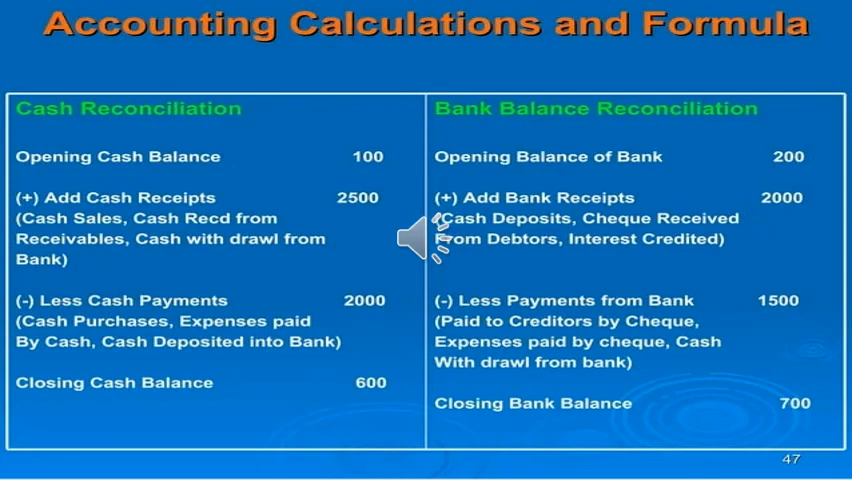 Accounting Calculations and Formula
Cash Reconciliation
Opening Cash Balance 100
(+) Add Cash Receipts 2500
(Cash Sales, Cash Recd from
Receivables, Cash with drawl from
Bank)
(-) Less Cash Payments 2000
(Cash Purchases, Expenses paid
By Cash, Cash Deposited into Bank)
Closing Cash Balance 600
Bank Balance Reconciliation
Opening Balance of Bank 200
(+) Add Bank Receipts 2000
(Cash Deposits, Cheque Received
From Debtors, Interest Credited)
(-) Less Payments from Bank 1500
(Paid to Creditors by Cheque,
Expenses paid by cheque, Cash
With drawl from bank)
Closing Bank Balance 700
47